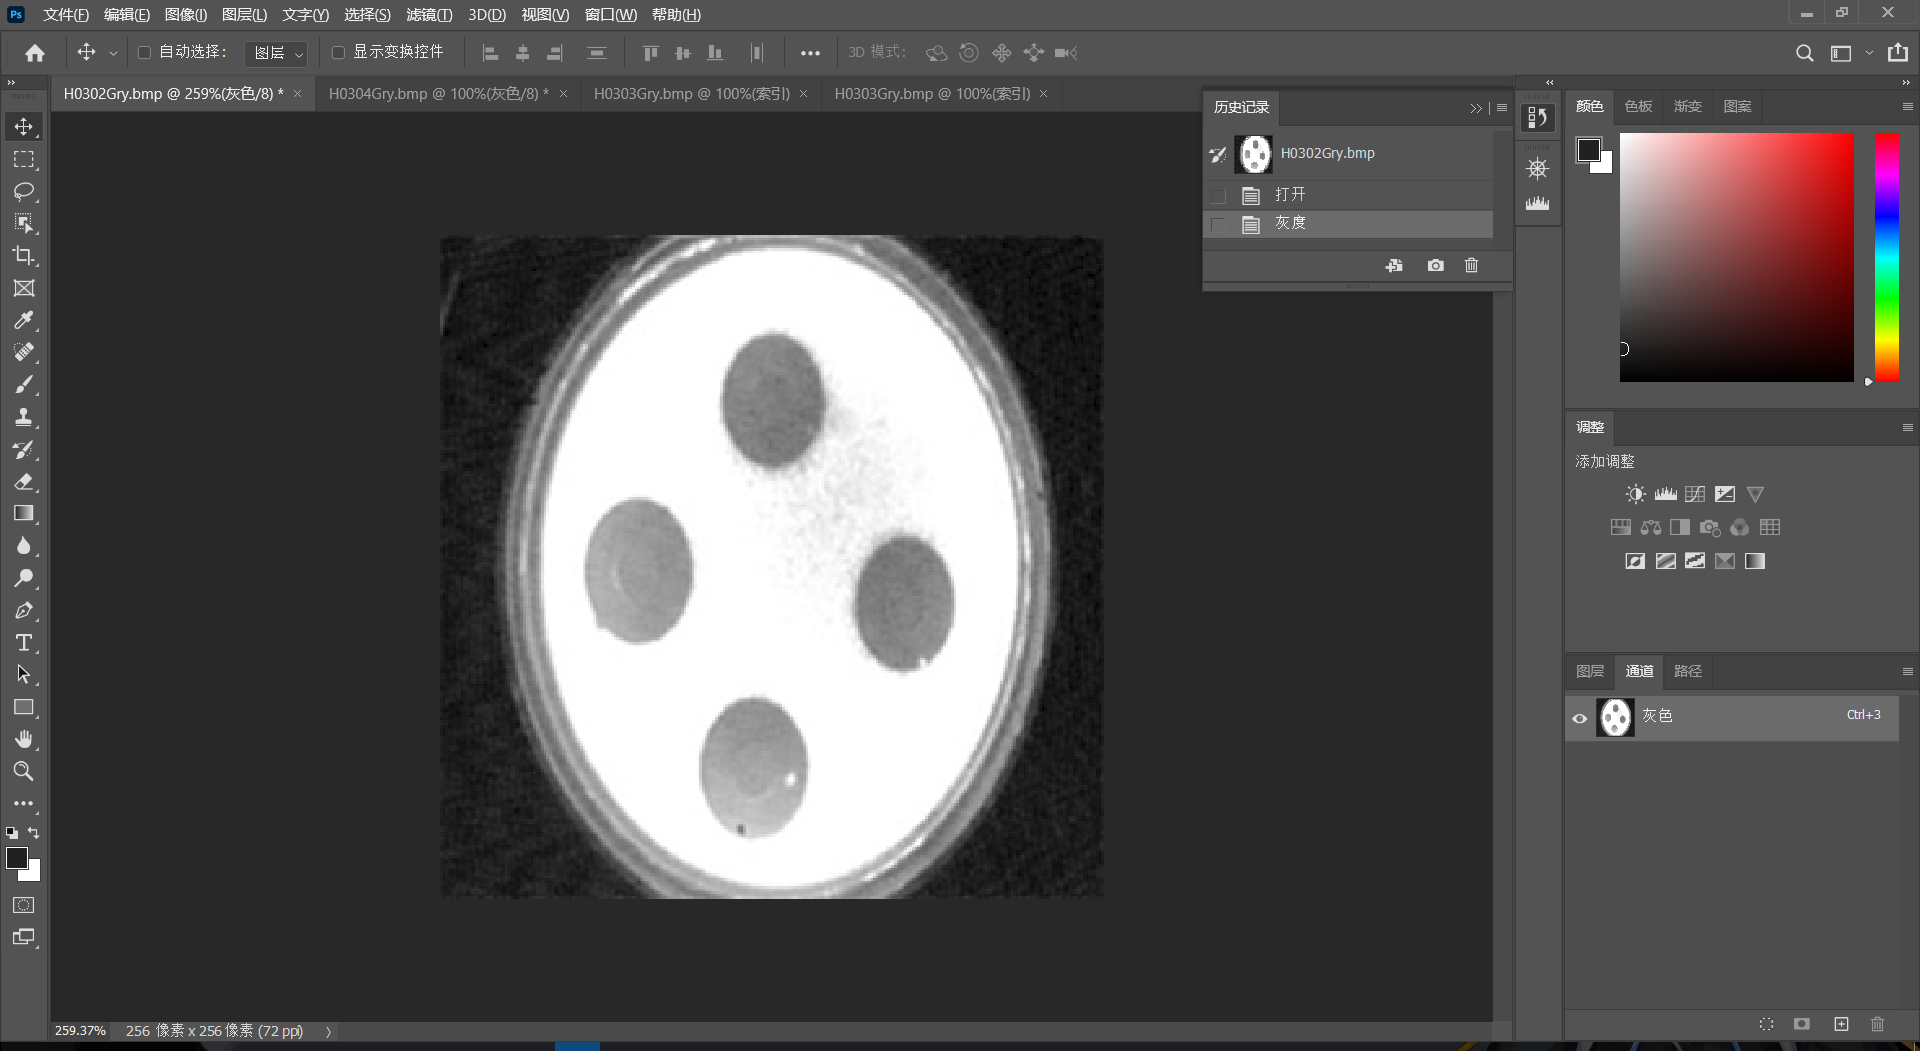 Ps 文件(F) 编辑(E) 图像(I) 图层(L) 文字(Y) 选择(S) 滤镜(T) 3D(D) 视图(V) 窗口(W) 帮助(H)
自动选择: 图层 显示变换控件 3D 模式:
H0302Gry.bmp @ 259%(灰色/8) * H0304Gry.bmp @ 100%(灰色/8) * H0303Gry.bmp @ 100%(索引) H0303Gry.bmp @ 100%(索引)
历史记录
H0302Gry.bmp
打开
灰度
颜色 色板 渐变 图案
调整
添加调整
图层 通道 路径
灰色 Ctrl+3
259.37% 256 像素 x 256 像素 (72 ppi)